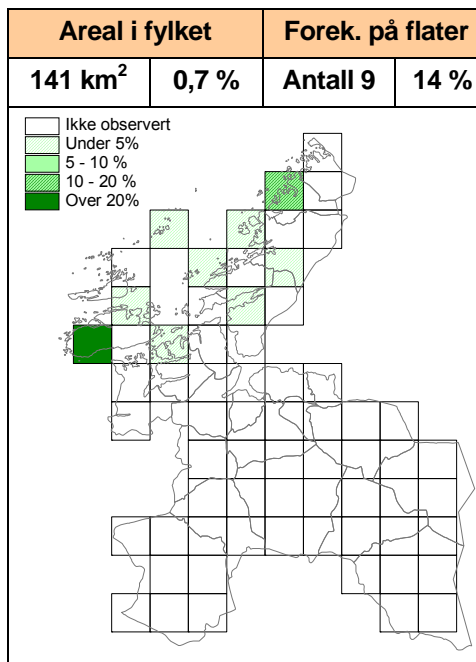 Areal i fylket Forek. på flater
141 km² 0,7 % Antall 9 14 %
Ikke observert
Under 5%
5 - 10 %
10 - 20 %
Over 20%